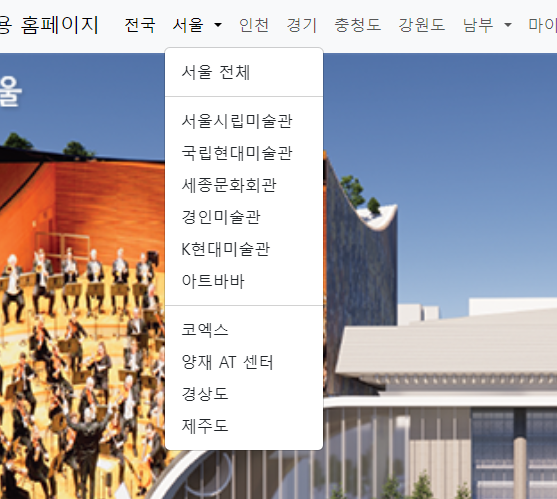 용 홈페이지 전국 서울 인천 경기 충청도 강원도 남부 마이
울
서울 전체
서울시립미술관
국립현대미술관
세종문화회관
경인미술관
K현대미술관
아트바바
코엑스
양재 AT 센터
경상도
제주도